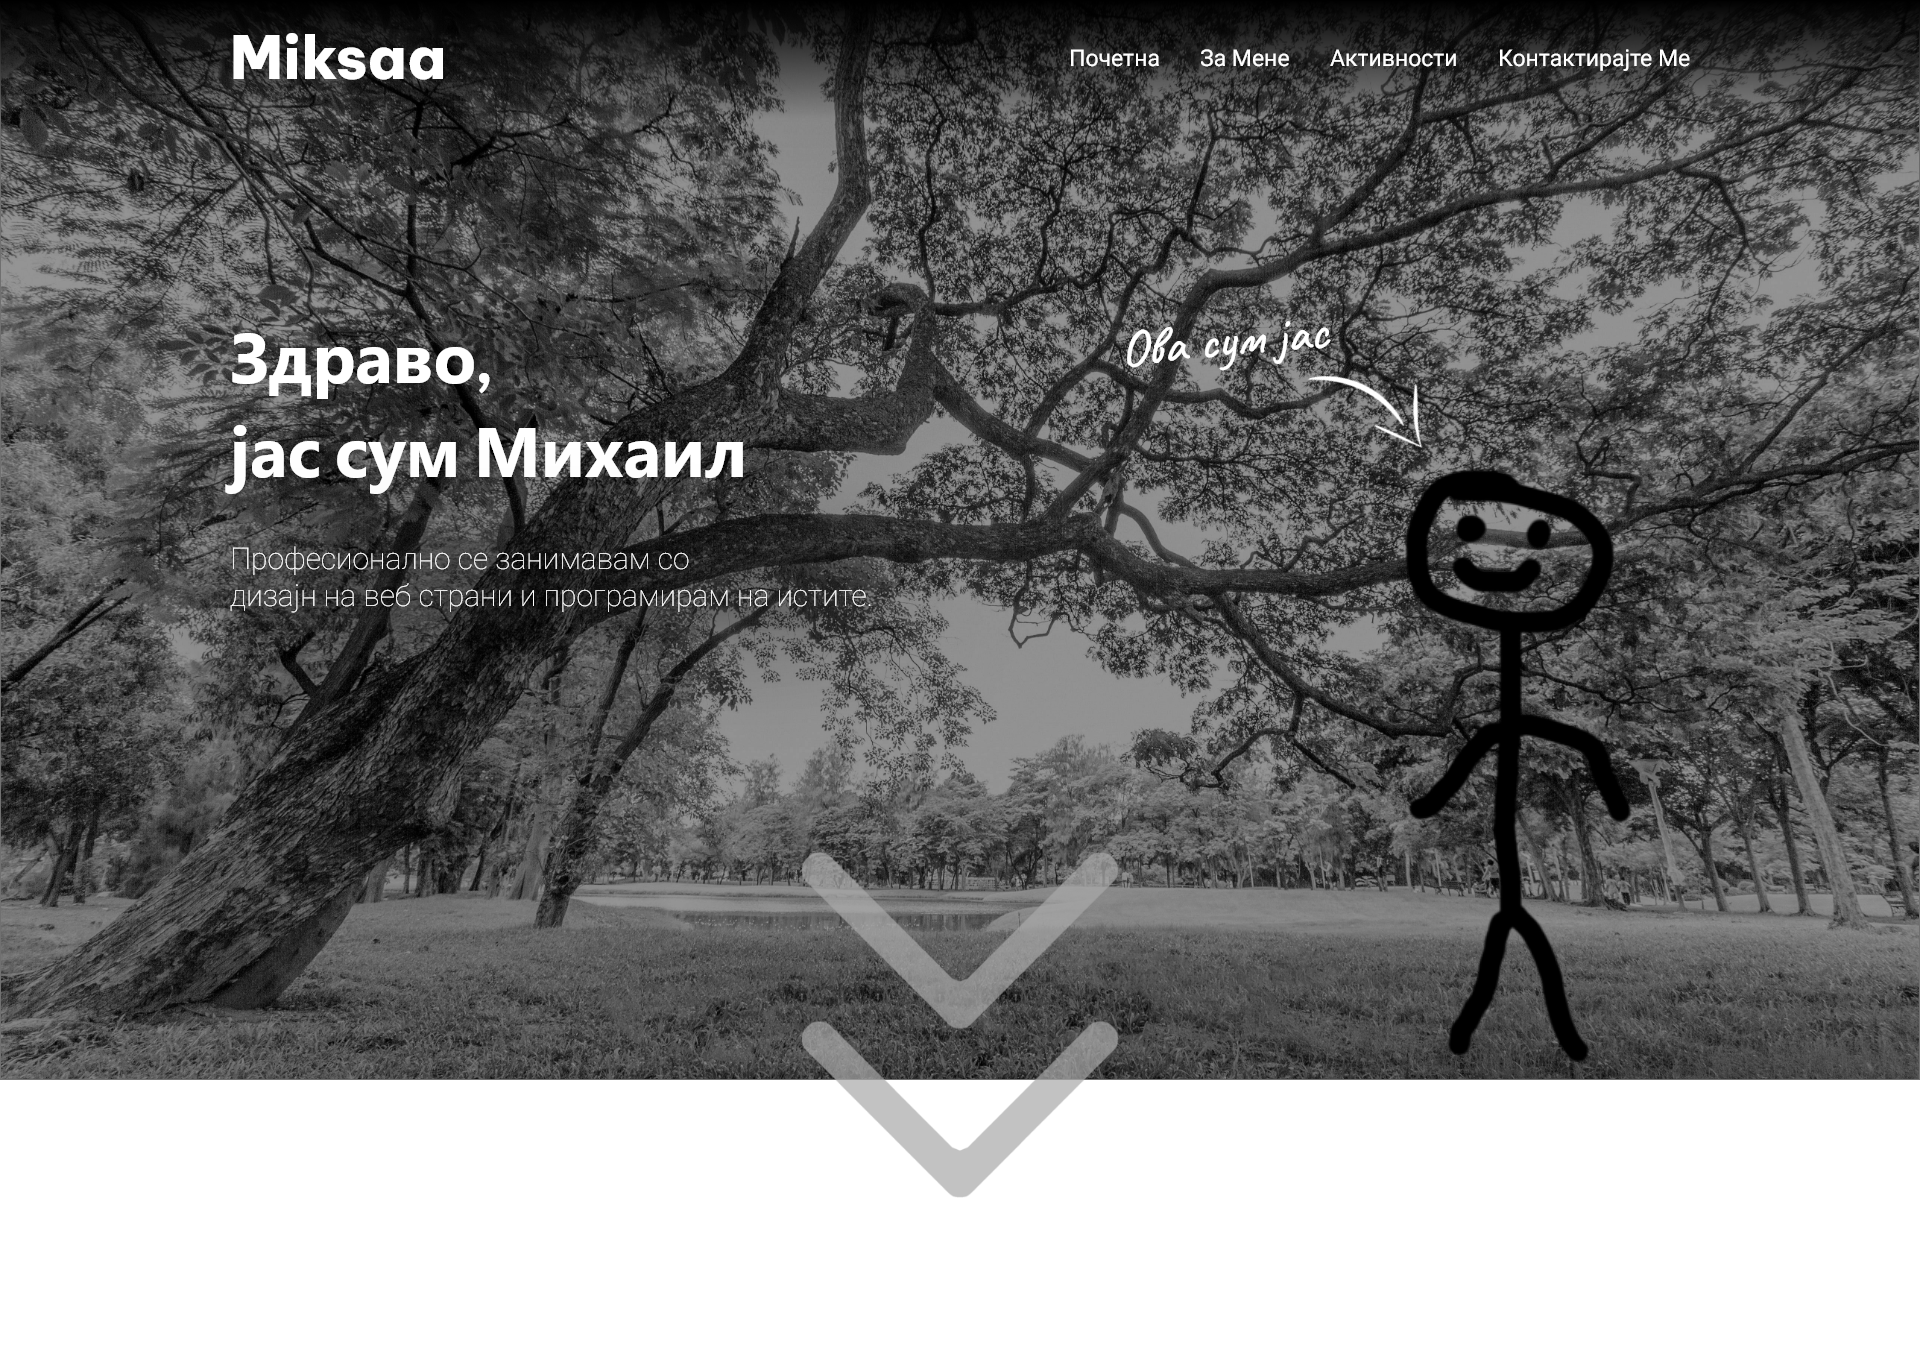 Miksaa
Почетна За Мене Активности Контактирајте Ме
Ова сум јас
Здраво,
јас сум Михаил
Професионално се занимавам со
дизајн на веб страни и програмирам на истите.